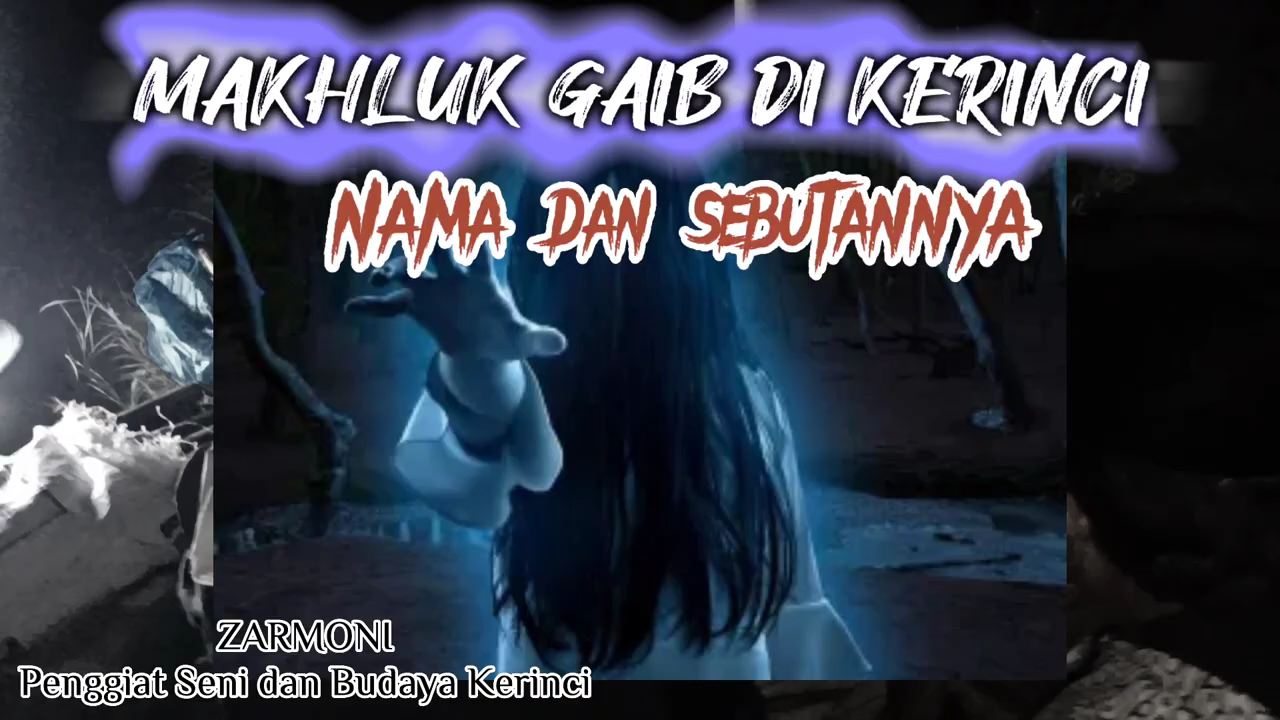 MAKHLUK GAIB DI KERINCI
NAMA DAN SEBUTANNYA
ZARMONI
Penggiat Seni dan Budaya Kerinci